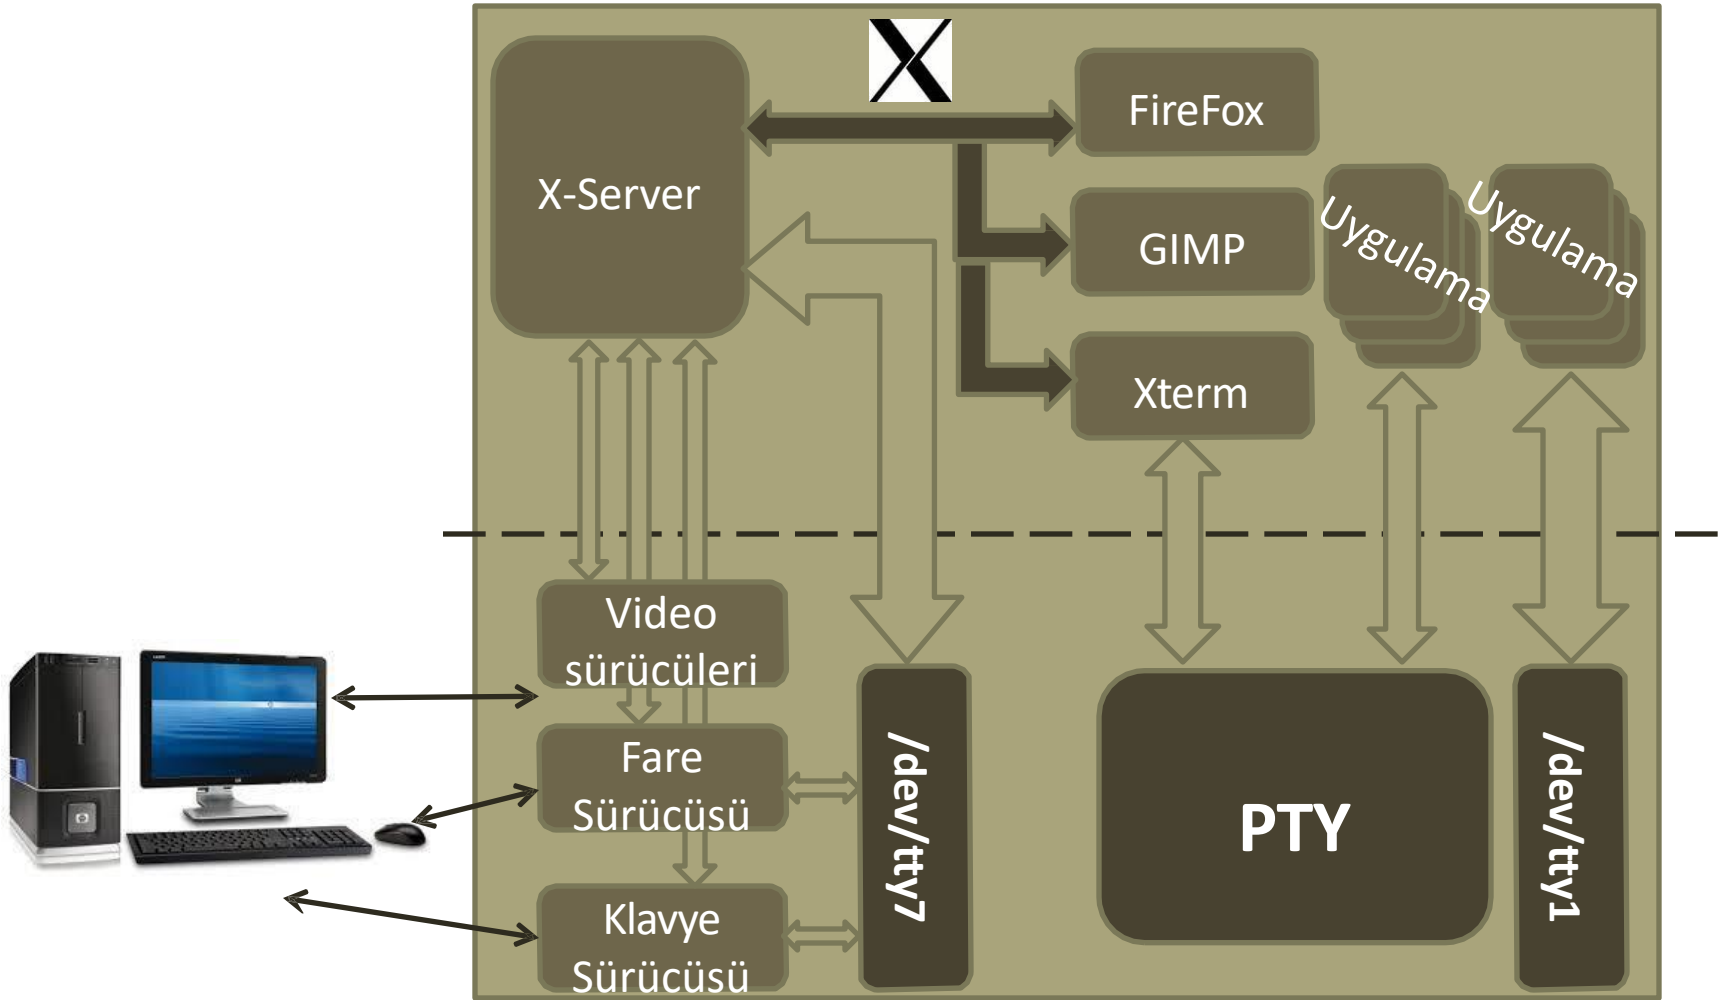 X-Server
FireFox
GIMP
Xterm
Uygulama
Uygulama
Video
sürücüleri
Fare
Sürücüsü
Klavye
Sürücüsü
/dev/tty7
PTY
/dev/tty1